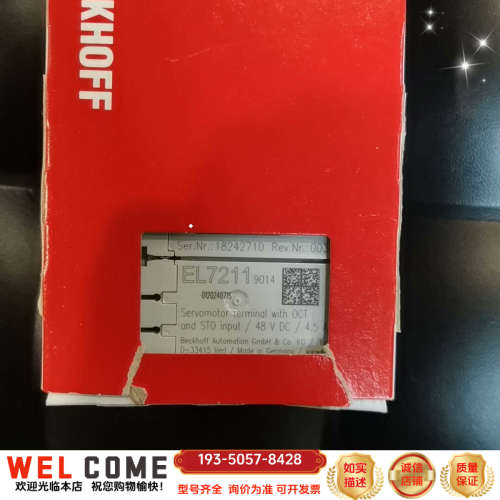 BECKHOFF
Ser.Nr.:18242710 Rev.Nr.:00
EL7211 9014
Servomotor terminal with OCT
and STO input / 48 V DC / 4,5
Beckhoff Automation GmbH & Co. KG
D-33415 Verl / Made in Germany
WEL COME
欢迎光临本店 祝您购物愉快!
193-5057-8428
型号齐全 询价为准 可开发票
如实
描述
诚信
店铺
质量
保证